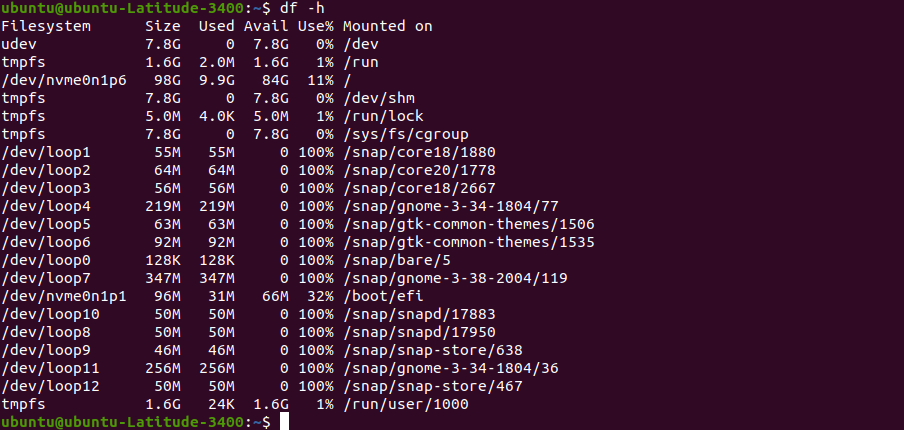 ubuntu@ubuntu-Latitude-3400:~$ df -h
Filesystem      Size  Used Avail Use% Mounted on
udev            7.8G     0  7.8G   0% /dev
tmpfs           1.6G  2.0M  1.6G   1% /run
/dev/nvme0n1p6   98G  9.9G   84G  11% /
tmpfs           7.8G     0  7.8G   0% /dev/shm
tmpfs           5.0M  4.0K  5.0M   1% /run/lock
tmpfs           7.8G     0  7.8G   0% /sys/fs/cgroup
/dev/loop1       55M   55M     0 100% /snap/core18/1880
/dev/loop2       64M   64M     0 100% /snap/core20/1778
/dev/loop3       56M   56M     0 100% /snap/core18/2667
/dev/loop4      219M  219M     0 100% /snap/gnome-3-34-1804/77
/dev/loop5       63M   63M     0 100% /snap/gtk-common-themes/1506
/dev/loop6       92M   92M     0 100% /snap/gtk-common-themes/1535
/dev/loop0      128K  128K     0 100% /snap/bare/5
/dev/loop7      347M  347M     0 100% /snap/gnome-3-38-2004/119
/dev/nvme0n1p1   96M   31M   66M  32% /boot/efi
/dev/loop10      50M   50M     0 100% /snap/snapd/17883
/dev/loop8       50M   50M     0 100% /snap/snapd/17950
/dev/loop9       46M   46M     0 100% /snap/snap-store/638
/dev/loop11     256M  256M     0 100% /snap/gnome-3-34-1804/36
/dev/loop12      50M   50M     0 100% /snap/snap-store/467
tmpfs           1.6G   24K  1.6G   1% /run/user/1000
ubuntu@ubuntu-Latitude-3400:~$